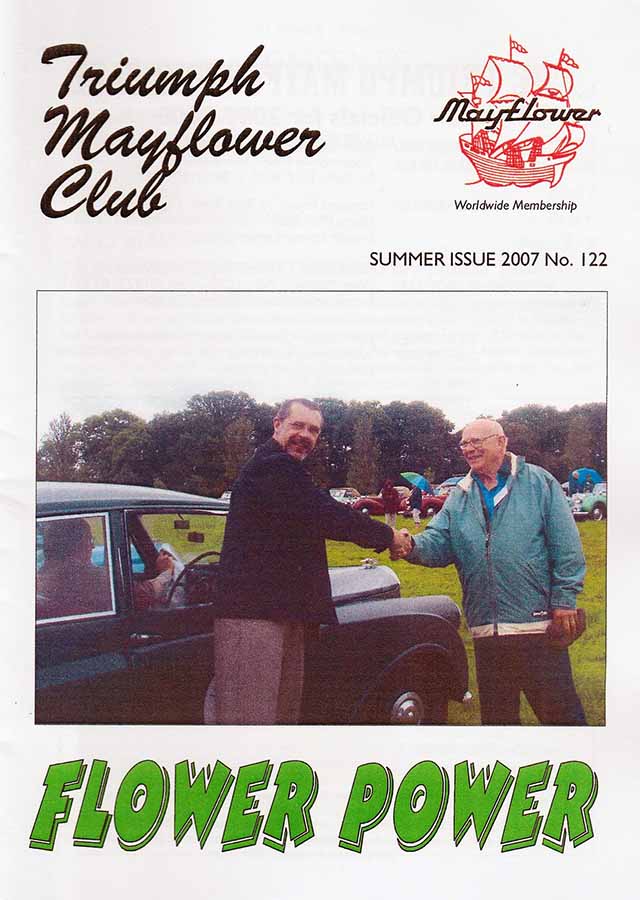 Triumph
Mayflower
Club
Mayflower
Worldwide Membership
SUMMER ISSUE 2007 No. 122
FLOWER POWER